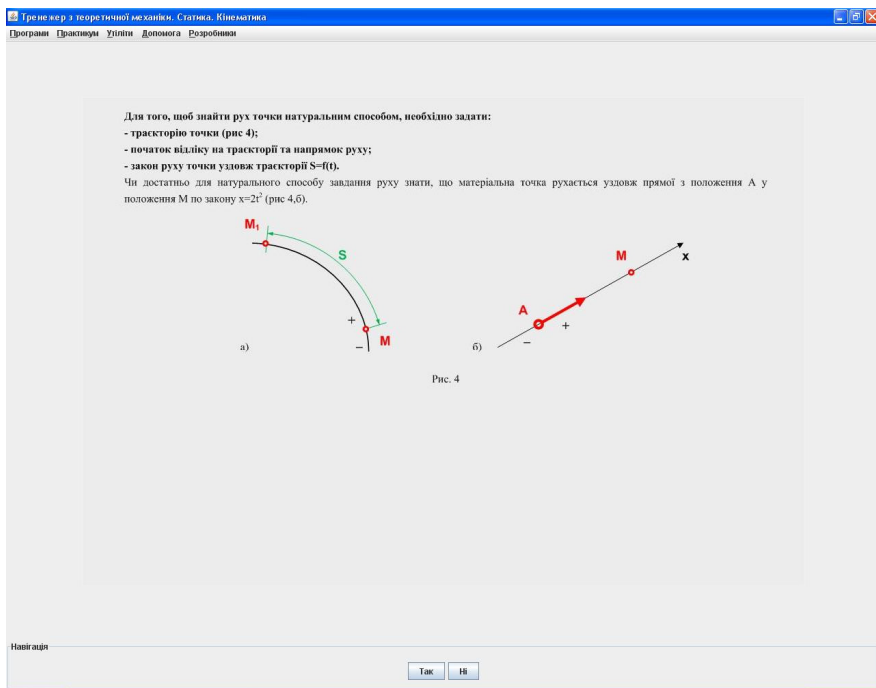 Тренежер з теоретичної механіки. Статика. Кінематика
Програми Практикум Утіліти Допомога Розробники
Для того, щоб знайти рух точки натуральним способом, необхідно задати:
- траєкторію точки (рис 4);
- початок відліку на траєкторії та напрямок руху;
- закон руху точки уздовж траєкторії S=f(t).
Чи достатньо для натурального способу завдання руху знати, що матеріальна точка рухається уздовж прямої з положення А у
положення М по закону x=2t² (рис 4,б).
M₁
S
+
–
M
а)
M
x
A
+
–
б)
Рис. 4
Навігація
Так Ні